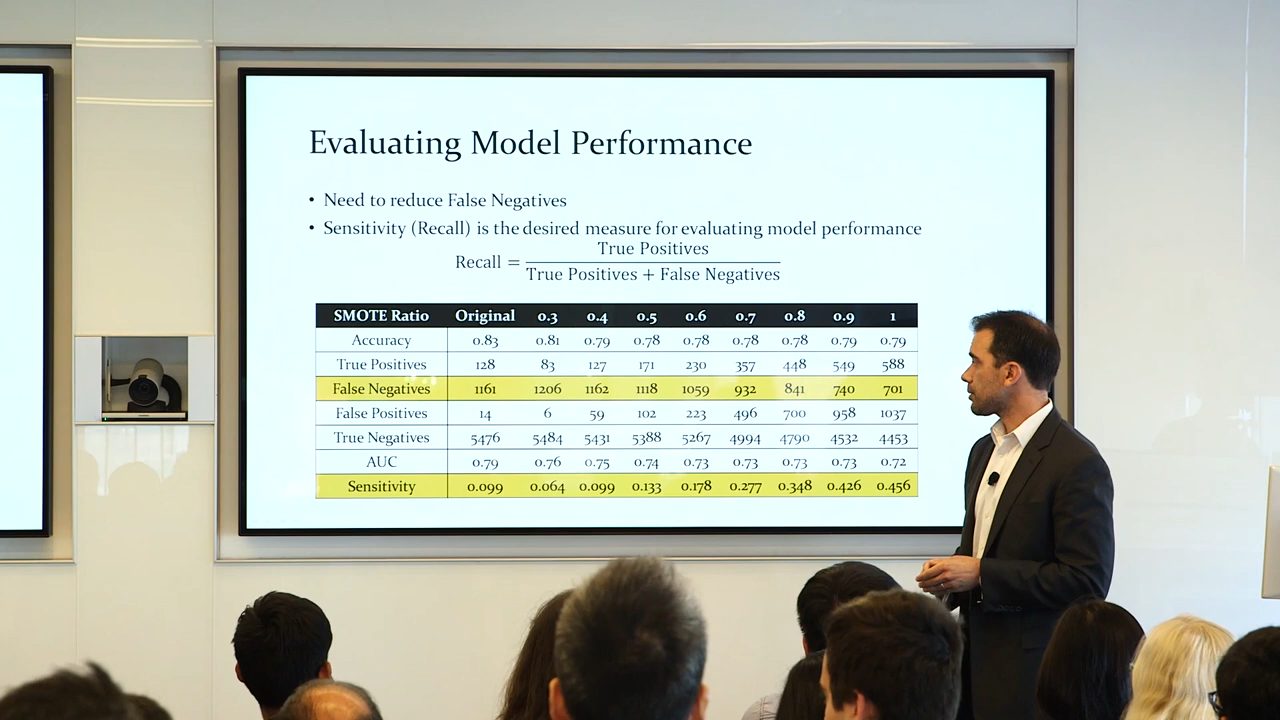 Evaluating Model Performance
• Need to reduce False Negatives
• Sensitivity (Recall) is the desired measure for evaluating model performance
Recall = True Positives / True Positives + False Negatives
SMOTE Ratio Original 0.3 0.4 0.5 0.6 0.7 0.8 0.9 1
Accuracy 0.83 0.81 0.79 0.78 0.78 0.78 0.78 0.79 0.79
True Positives 128 83 127 171 230 357 448 549 588
False Negatives 1161 1206 1162 1118 1059 932 841 740 701
False Positives 14 6 59 102 223 496 700 958 1037
True Negatives 5476 5484 5431 5388 5267 4994 4790 4532 4453
AUC 0.79 0.76 0.75 0.74 0.73 0.73 0.73 0.73 0.72
Sensitivity 0.099 0.064 0.099 0.133 0.178 0.277 0.348 0.426 0.456